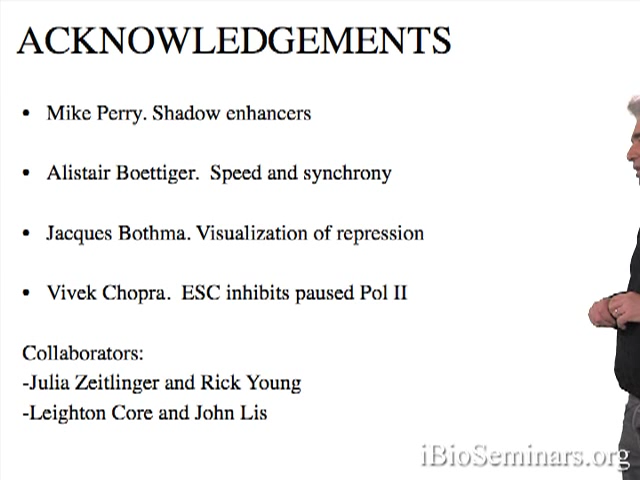 ACKNOWLEDGEMENTS
• Mike Perry. Shadow enhancers
• Alistair Boettiger.  Speed and synchrony
• Jacques Bothma. Visualization of repression
• Vivek Chopra.  ESC inhibits paused Pol II
Collaborators:
-Julia Zeitlinger and Rick Young
-Leighton Core and John Lis
iBioSeminars.org